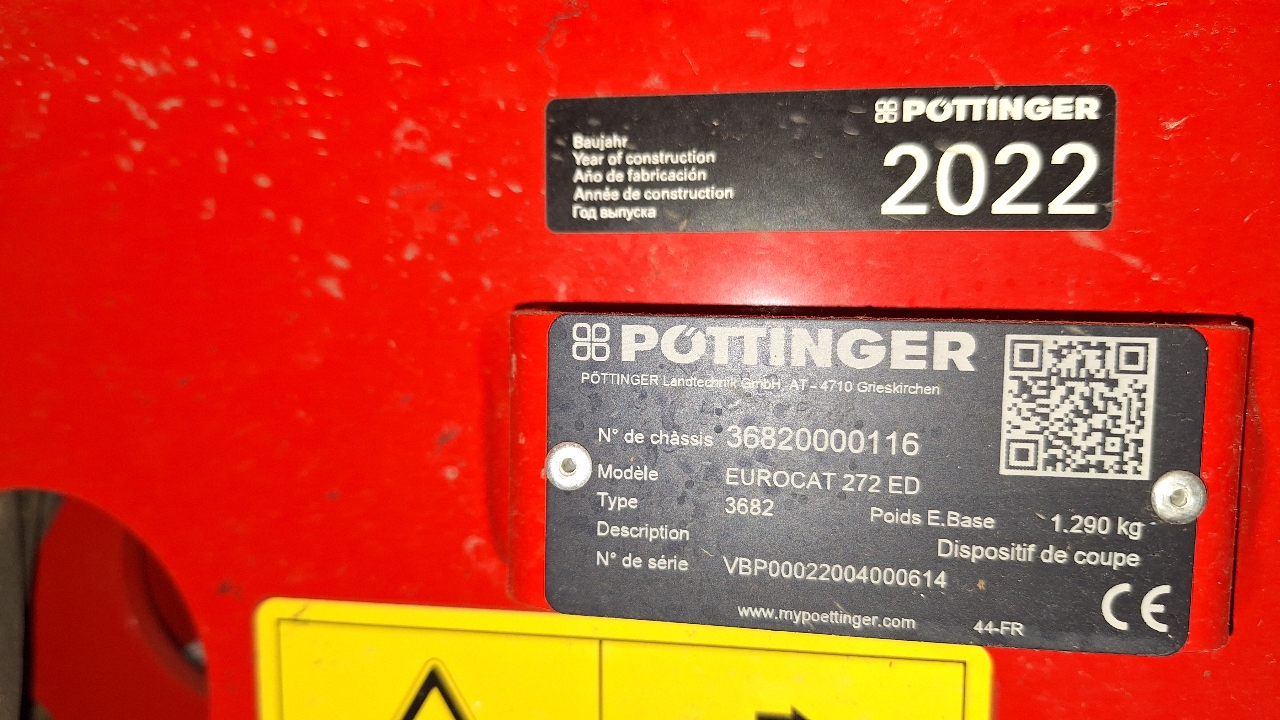 PÖTTINGER
Baujahr
Year of construction
Año de fabricación
Année de construction
Год выпуска
2022
PÖTTINGER
PÖTTINGER Landtechnik GmbH, AT - 4710 Grieskirchen
N° de châssis 36820000116
Modèle EUROCAT 272 ED
Type 3682 Poids E.Base 1.290 kg
Description Dispositif de coupe
N° de série VBP00022004000614
www.mypoettinger.com 44-FR
CE